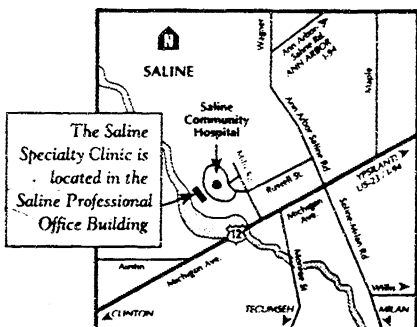 N
SALINE
Wagner
Ann Arbor-
Saline Rd
ANN ARBOR
I-94
Maple
Saline
Community
Hospital
Ann Arbor Saline Rd
The Saline
Specialty Clinic is
located in the
Saline Professional
Office Building
Russell St.
YPSILANTI
US-23 / I-94
Michigan
Ave.
Saline-Milan Rd
12
Michigan Ave.
Monroe St
Austin
Willis
CLINTON
TECUMSEH
MILAN